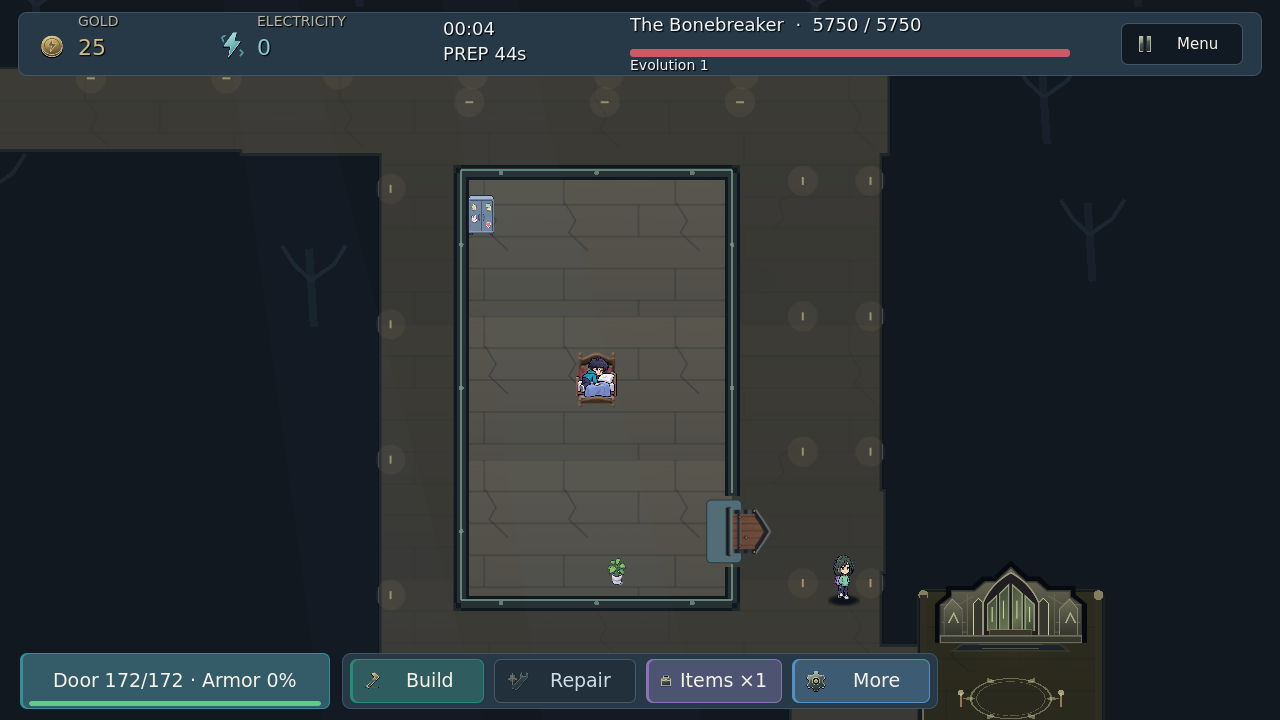 GOLD
25
ELECTRICITY
0
00:04
PREP 44s
The Bonebreaker · 5750 / 5750
Evolution 1
Menu
Door 172/172 · Armor 0%
Build
Repair
Items ×1
More